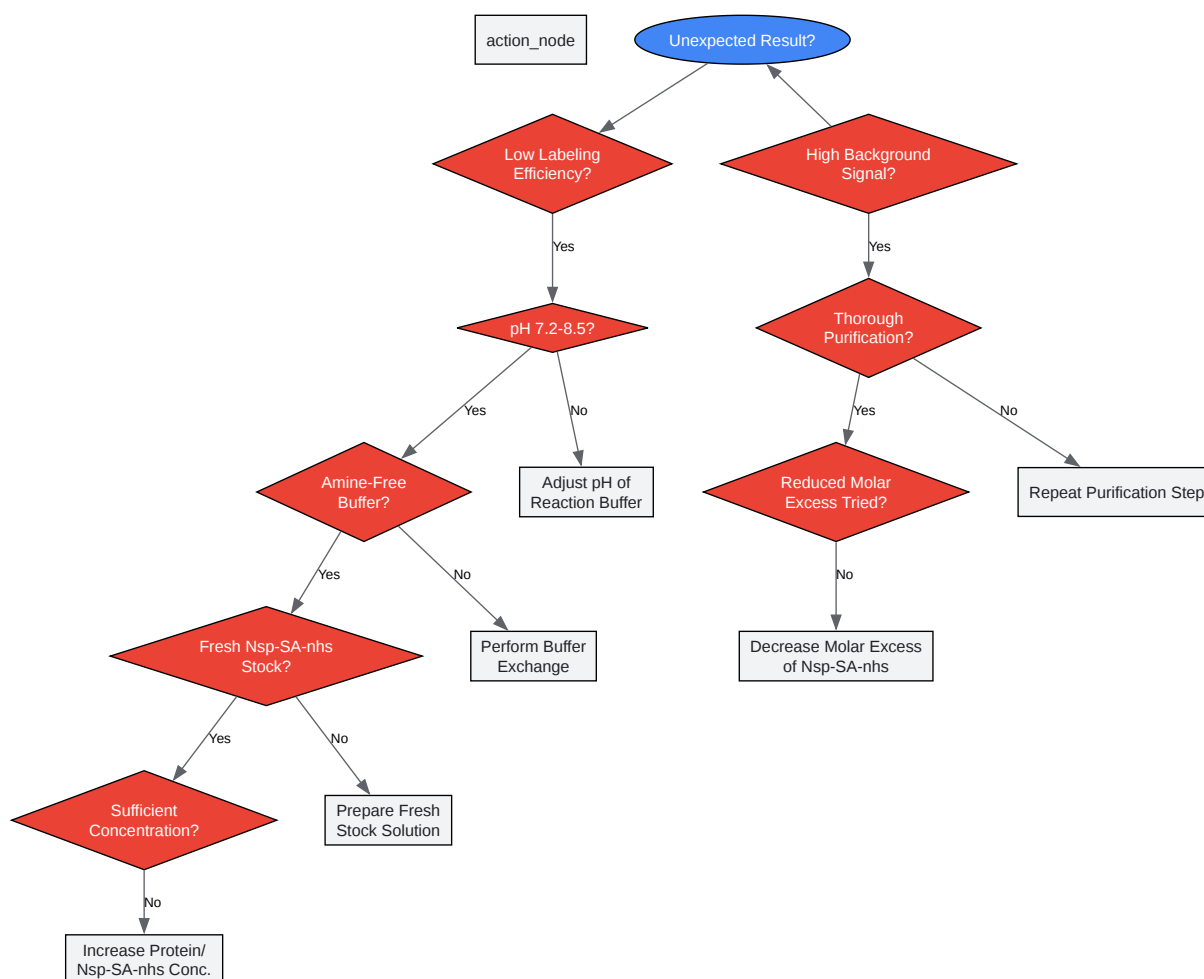 action_node
Unexpected Result?
Low Labeling
Efficiency?
High Background
Signal?
Yes
Yes
pH 7.2-8.5?
Thorough
Purification?
Yes
No
Yes
No
Amine-Free
Buffer?
Adjust pH of
Reaction Buffer
Reduced Molar
Excess Tried?
Repeat Purification Step
Yes
No
No
Fresh Nsp-SA-nhs
Stock?
Perform Buffer
Exchange
Decrease Molar Excess
of Nsp-SA-nhs
Yes
No
Sufficient
Concentration?
Prepare Fresh
Stock Solution
No
Increase Protein/
Nsp-SA-nhs Conc.